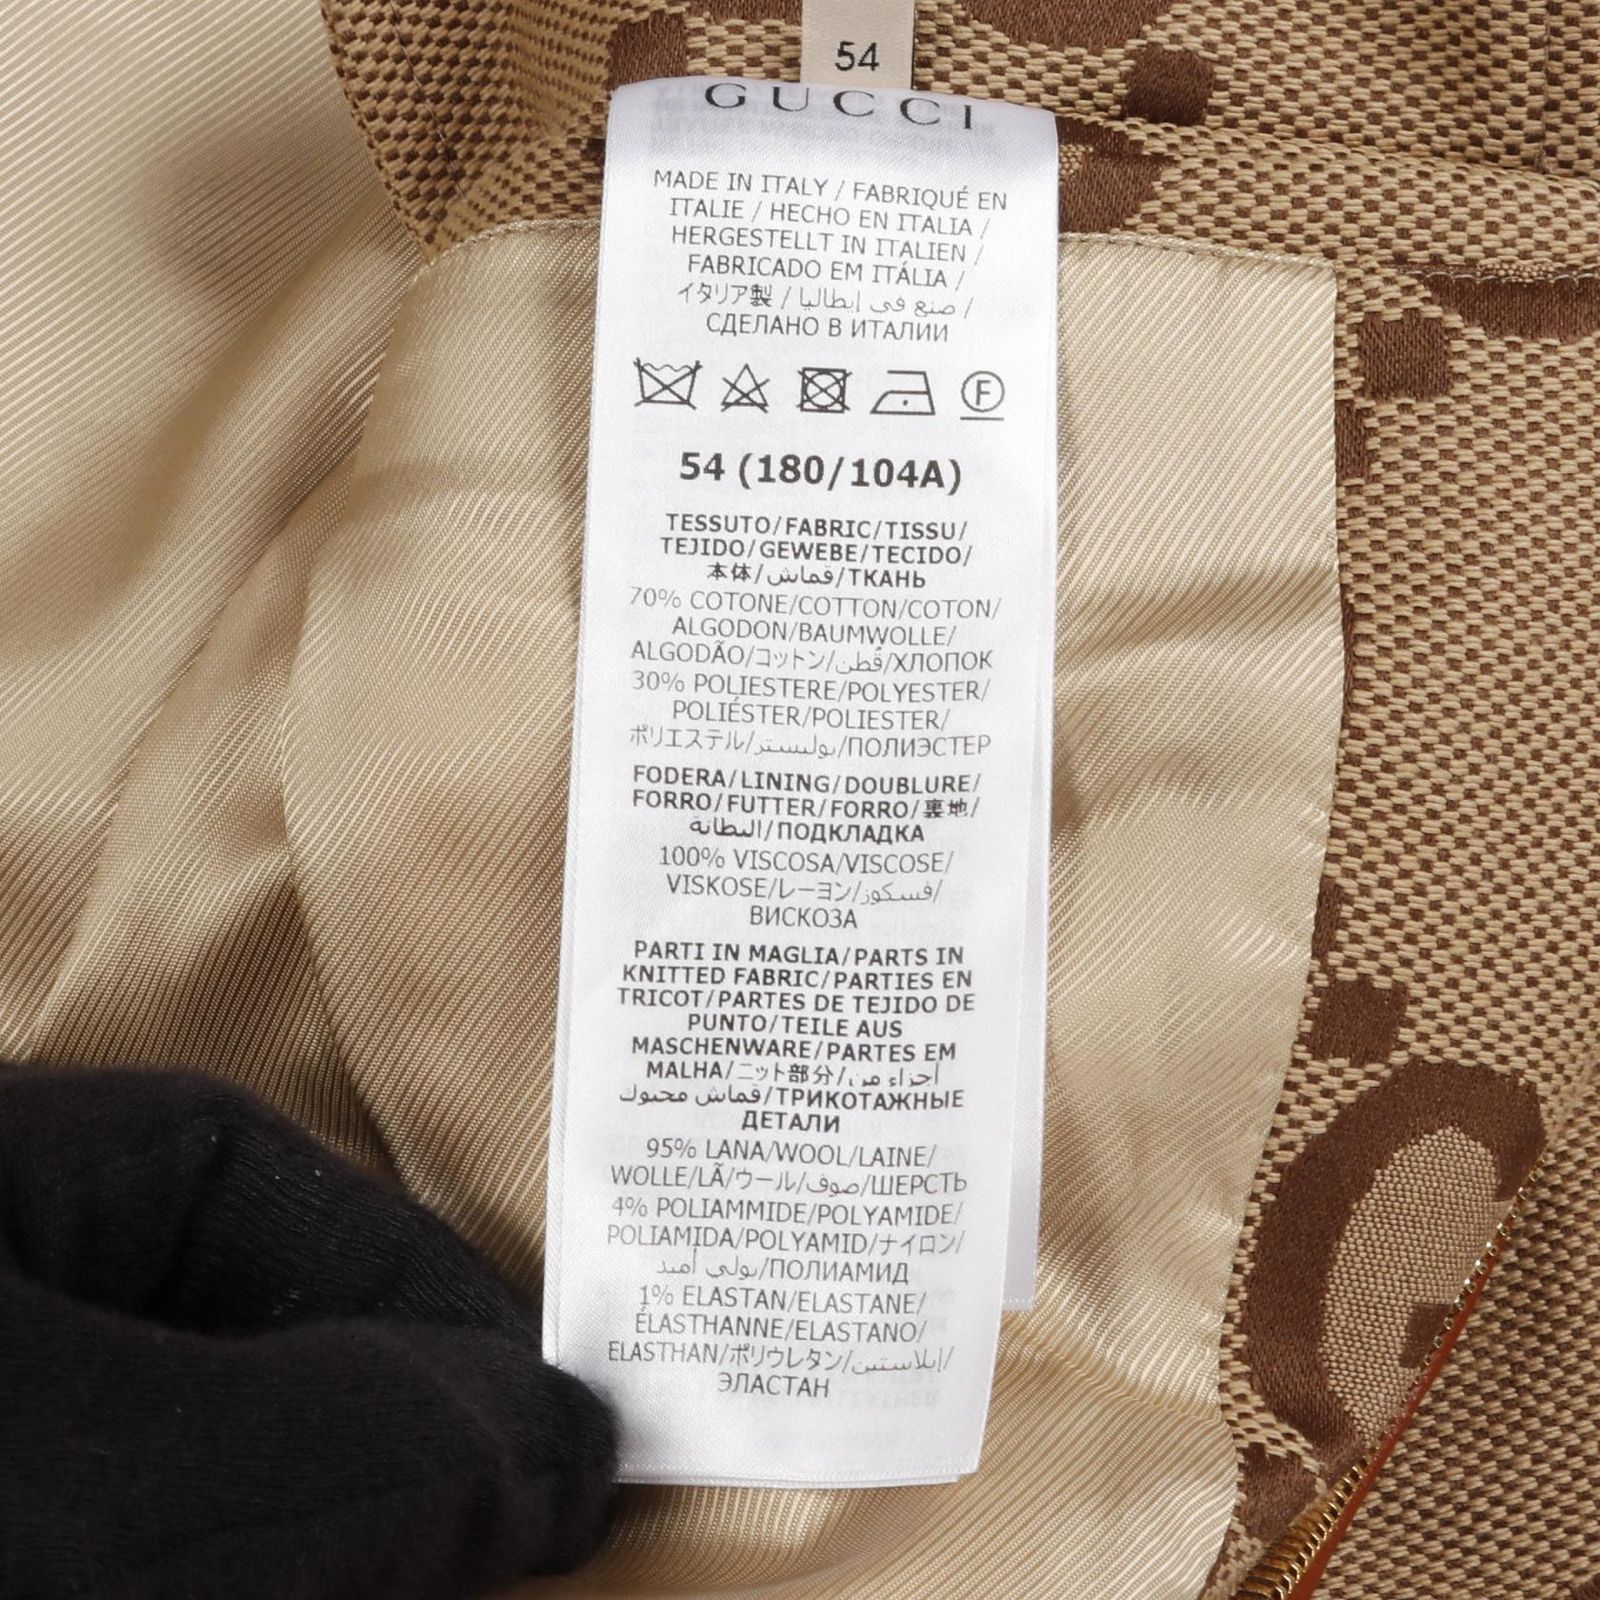 54
GUCCI
MADE IN ITALY / FABRIQUÉ EN
ITALIE / HECHO EN ITALIA /
HERGESTELLT IN ITALIEN /
FABRICADO EM ITÁLIA /
イタリア製 / صنع في إيطاليا /
СДЕЛАНО В ИТАЛИИ
F
54 (180/104A)
TESSUTO/FABRIC/TISSU/
TEJIDO/GEWEBE/TECIDO/
本体/قماش/ТКАНЬ
70% COTONE/COTTON/COTON/
ALGODON/BAUMWOLLE/
ALGODÃO/コットン/قطن/ХЛОПОК
30% POLIESTERE/POLYESTER/
POLIÉSTER/POLIESTER/
ポリエステル/بوليستر/ПОЛИЭСТЕР
FODERA/LINING/DOUBLURE/
FORRO/FUTTER/FORRO/裏地/
البطانة/ПОДКЛАДКА
100% VISCOSA/VISCOSE/
VISKOSE/レーヨン/فسكوز/
ВИСКОЗА
PARTI IN MAGLIA/PARTS IN
KNITTED FABRIC/PARTIES EN
TRICOT/PARTES DE TEJIDO DE
PUNTO/TEILE AUS
MASCHENWARE/PARTES EM
MALHA/ニット部分/أجزاء من
قماش محبوك/ТРИКОТАЖНЫЕ
ДЕТАЛИ
95% LANA/WOOL/LAINE/
WOLLE/LÃ/ウール/صوف/ШЕРСТЬ
4% POLIAMMIDE/POLYAMIDE/
POLIAMIDA/POLYAMID/ナイロン/
بولي أميد/ПОЛИАМИД
1% ELASTAN/ELASTANE/
ÉLASTHANNE/ELASTANO/
ELASTHAN/ポリウレタン/إيلاستين/
ЭЛАСТАН